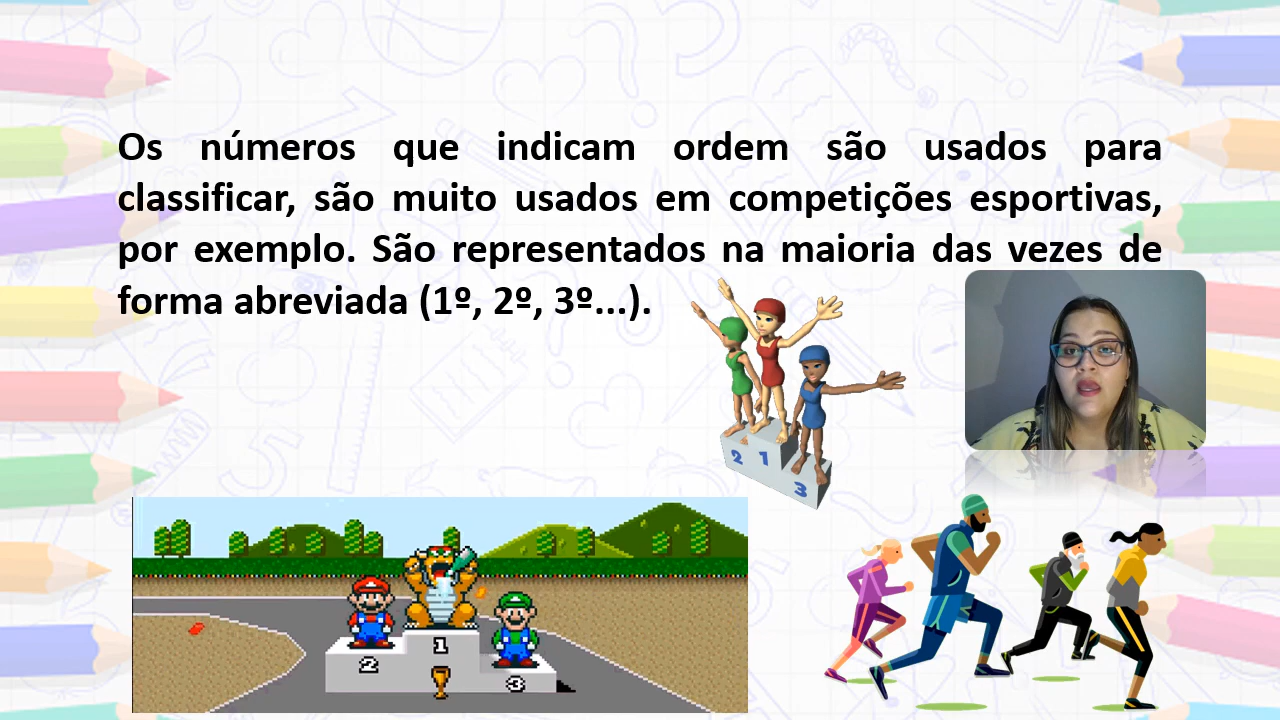 Os números que indicam ordem são usados para
classificar, são muito usados em competições esportivas,
por exemplo. São representados na maioria das vezes de
forma abreviada (1º, 2º, 3º...).
2 1
3
1
2
3